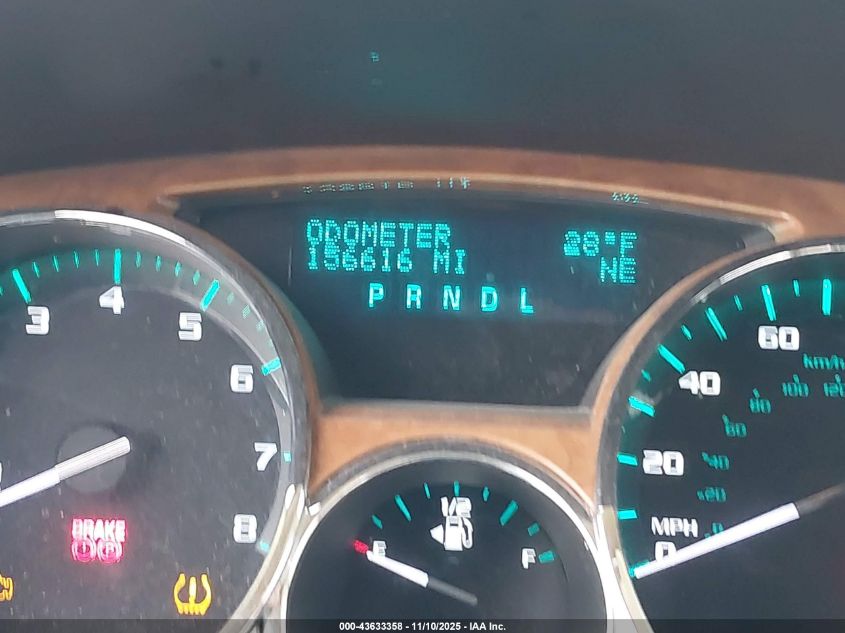 ODOMETER 28°F
156616 MI NE
P R N D L
3 4 5 6 7 8
BRAKE
P
1/2
E F
MPH
0 20 40 60
km/h
0 20 40 60 80 100 120
000-43633358 - 11/10/2025 - IAA Inc.